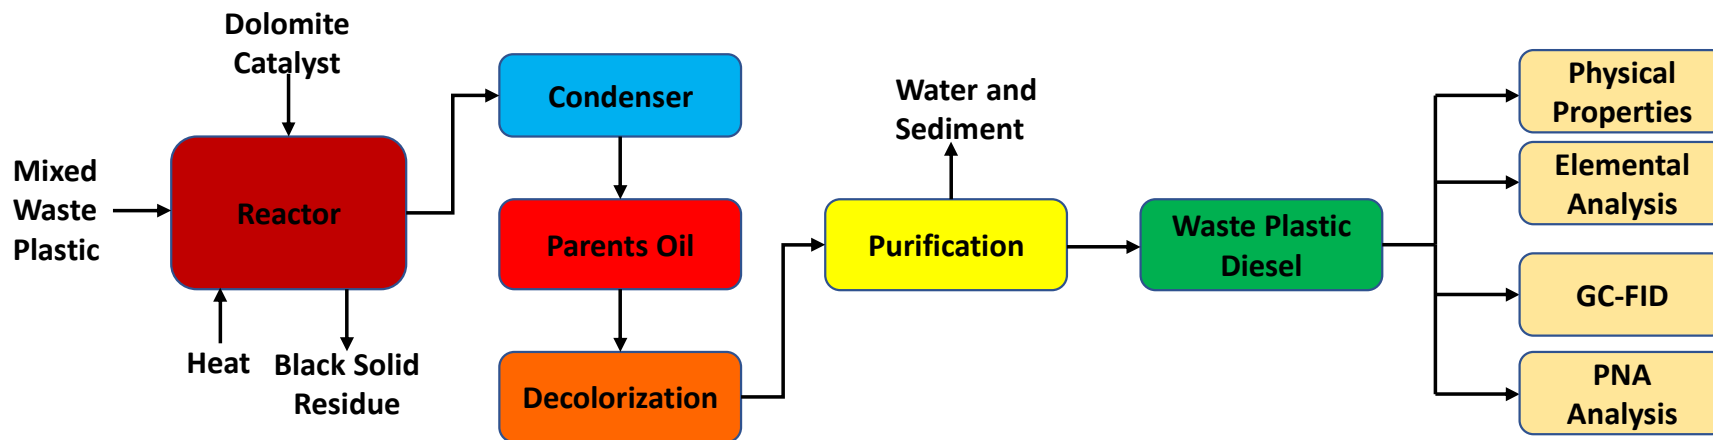 Dolomite
Catalyst
Mixed
Waste
Plastic
Reactor
Heat
Black Solid
Residue
Condenser
Parents Oil
Decolorization
Water and
Sediment
Purification
Waste Plastic
Diesel
Physical
Properties
Elemental
Analysis
GC-FID
PNA
Analysis